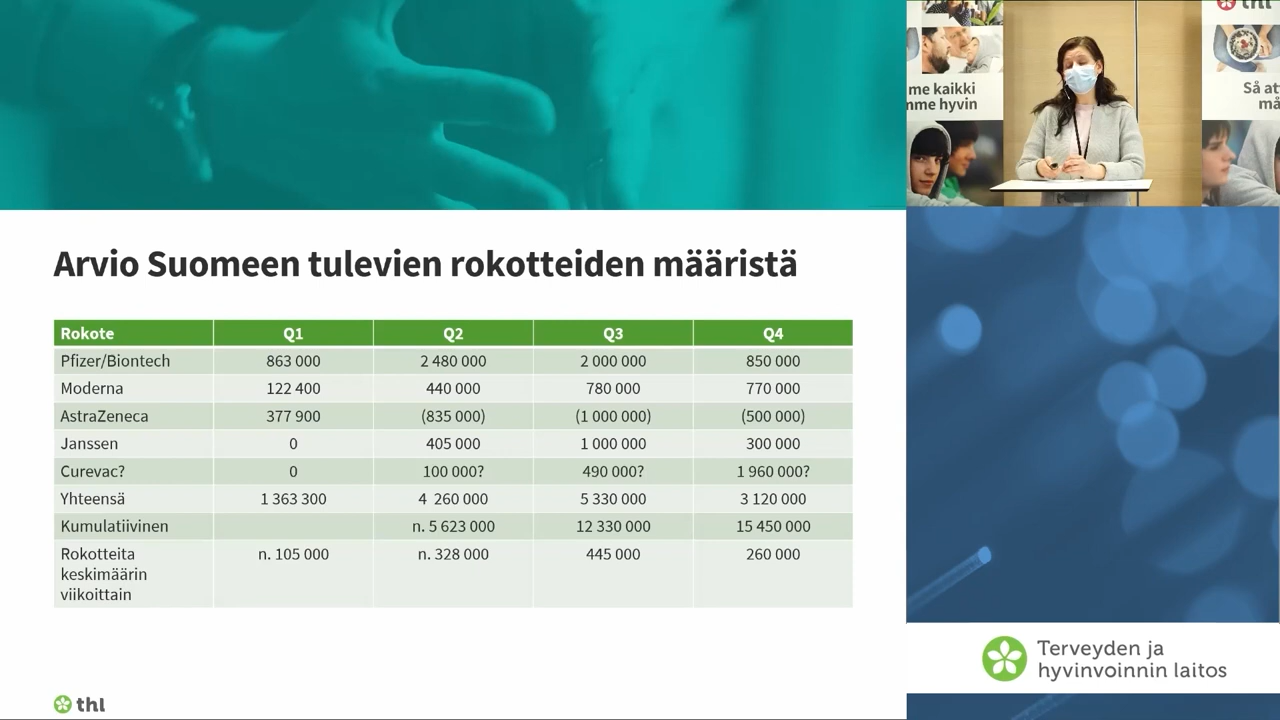 Arvio Suomeen tulevien rokotteiden määristä
Rokote Q1 Q2 Q3 Q4
Pfizer/Biontech 863 000 2 480 000 2 000 000 850 000
Moderna 122 400 440 000 780 000 770 000
AstraZeneca 377 900 (835 000) (1 000 000) (500 000)
Janssen 0 405 000 1 000 000 300 000
Curevac? 0 100 000? 490 000? 1 960 000?
Yhteensä 1 363 300 4 260 000 5 330 000 3 120 000
Kumulatiivinen n. 5 623 000 12 330 000 15 450 000
Rokotteita n. 105 000 n. 328 000 445 000 260 000
keskimäärin
viikoittain
thl
thl
me kaikki
mme hyvin
Så at
må
Terveyden ja
hyvinvoinnin laitos